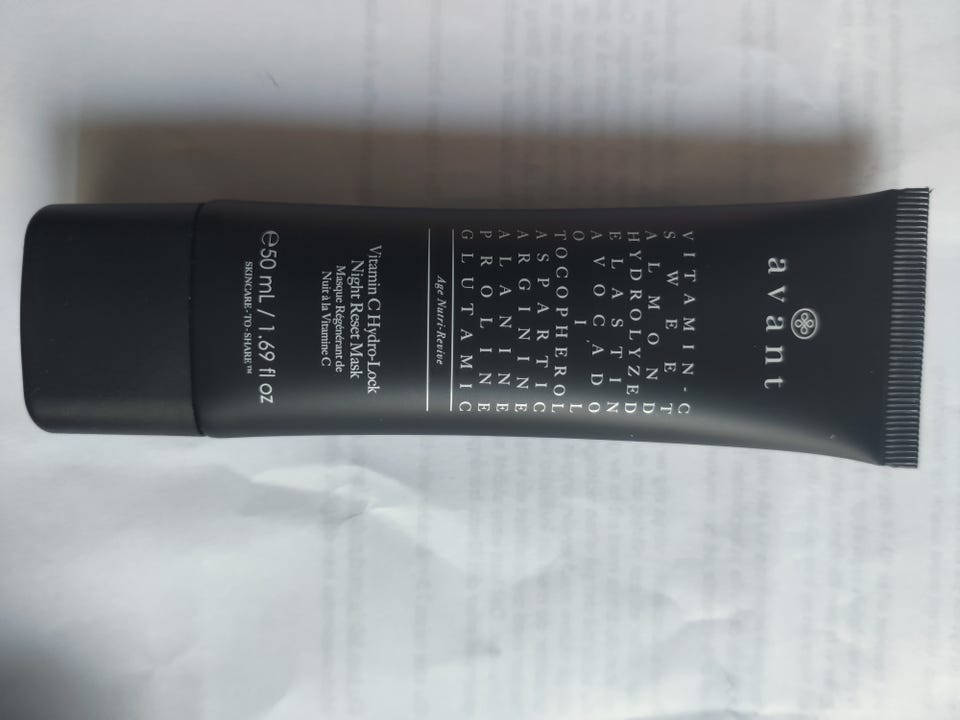 avant
VITAMIN-C
SWEET
ALMOND
HYDROLYZED
ELASTIN
AVOCADO
OIL
TOCOPHEROL
ASPARTIC
ARGININE
ALANINE
PROLINE
GLUTAMIC
Age Nutri-Revive
Vitamin C Hydro-Lock
Night Reset Mask
Masque Régénérant de
Nuit à la Vitamine C
℮50 mL / 1.69 fl oz
SKINCARE-TO-SHARE™